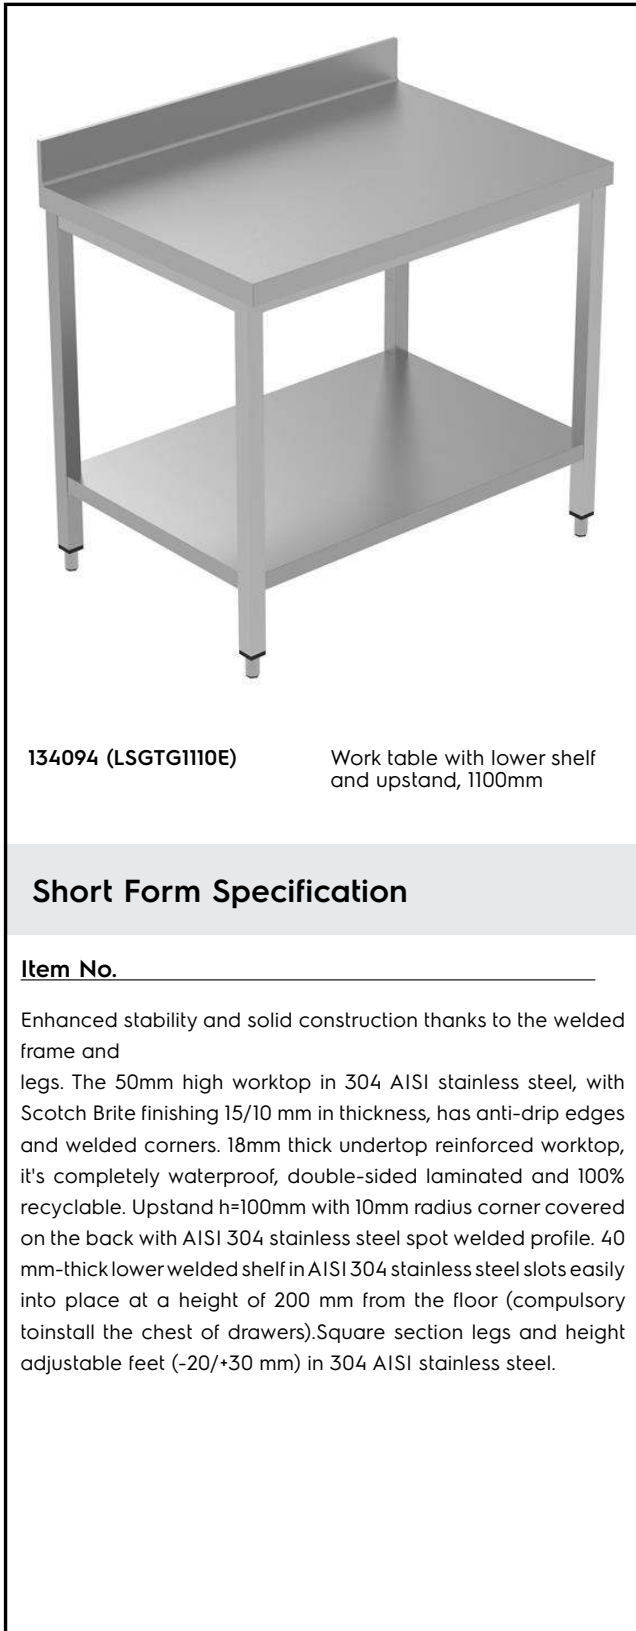 134094 (LSGTG1110E)
Work table with lower shelf
and upstand, 1100mm
Short Form Specification
Item No.
Enhanced stability and solid construction thanks to the welded
frame and
legs. The 50mm high worktop in 304 AISI stainless steel, with
Scotch Brite finishing 15/10 mm in thickness, has anti-drip edges
and welded corners. 18mm thick undertop reinforced worktop,
it's completely waterproof, double-sided laminated and 100%
recyclable. Upstand h=100mm with 10mm radius corner covered
on the back with AISI 304 stainless steel spot welded profile. 40
mm-thick lower welded shelf in AISI 304 stainless steel slots easily
into place at a height of 200 mm from the floor (compulsory
toinstall the chest of drawers).Square section legs and height
adjustable feet (-20/+30 mm) in 304 AISI stainless steel.